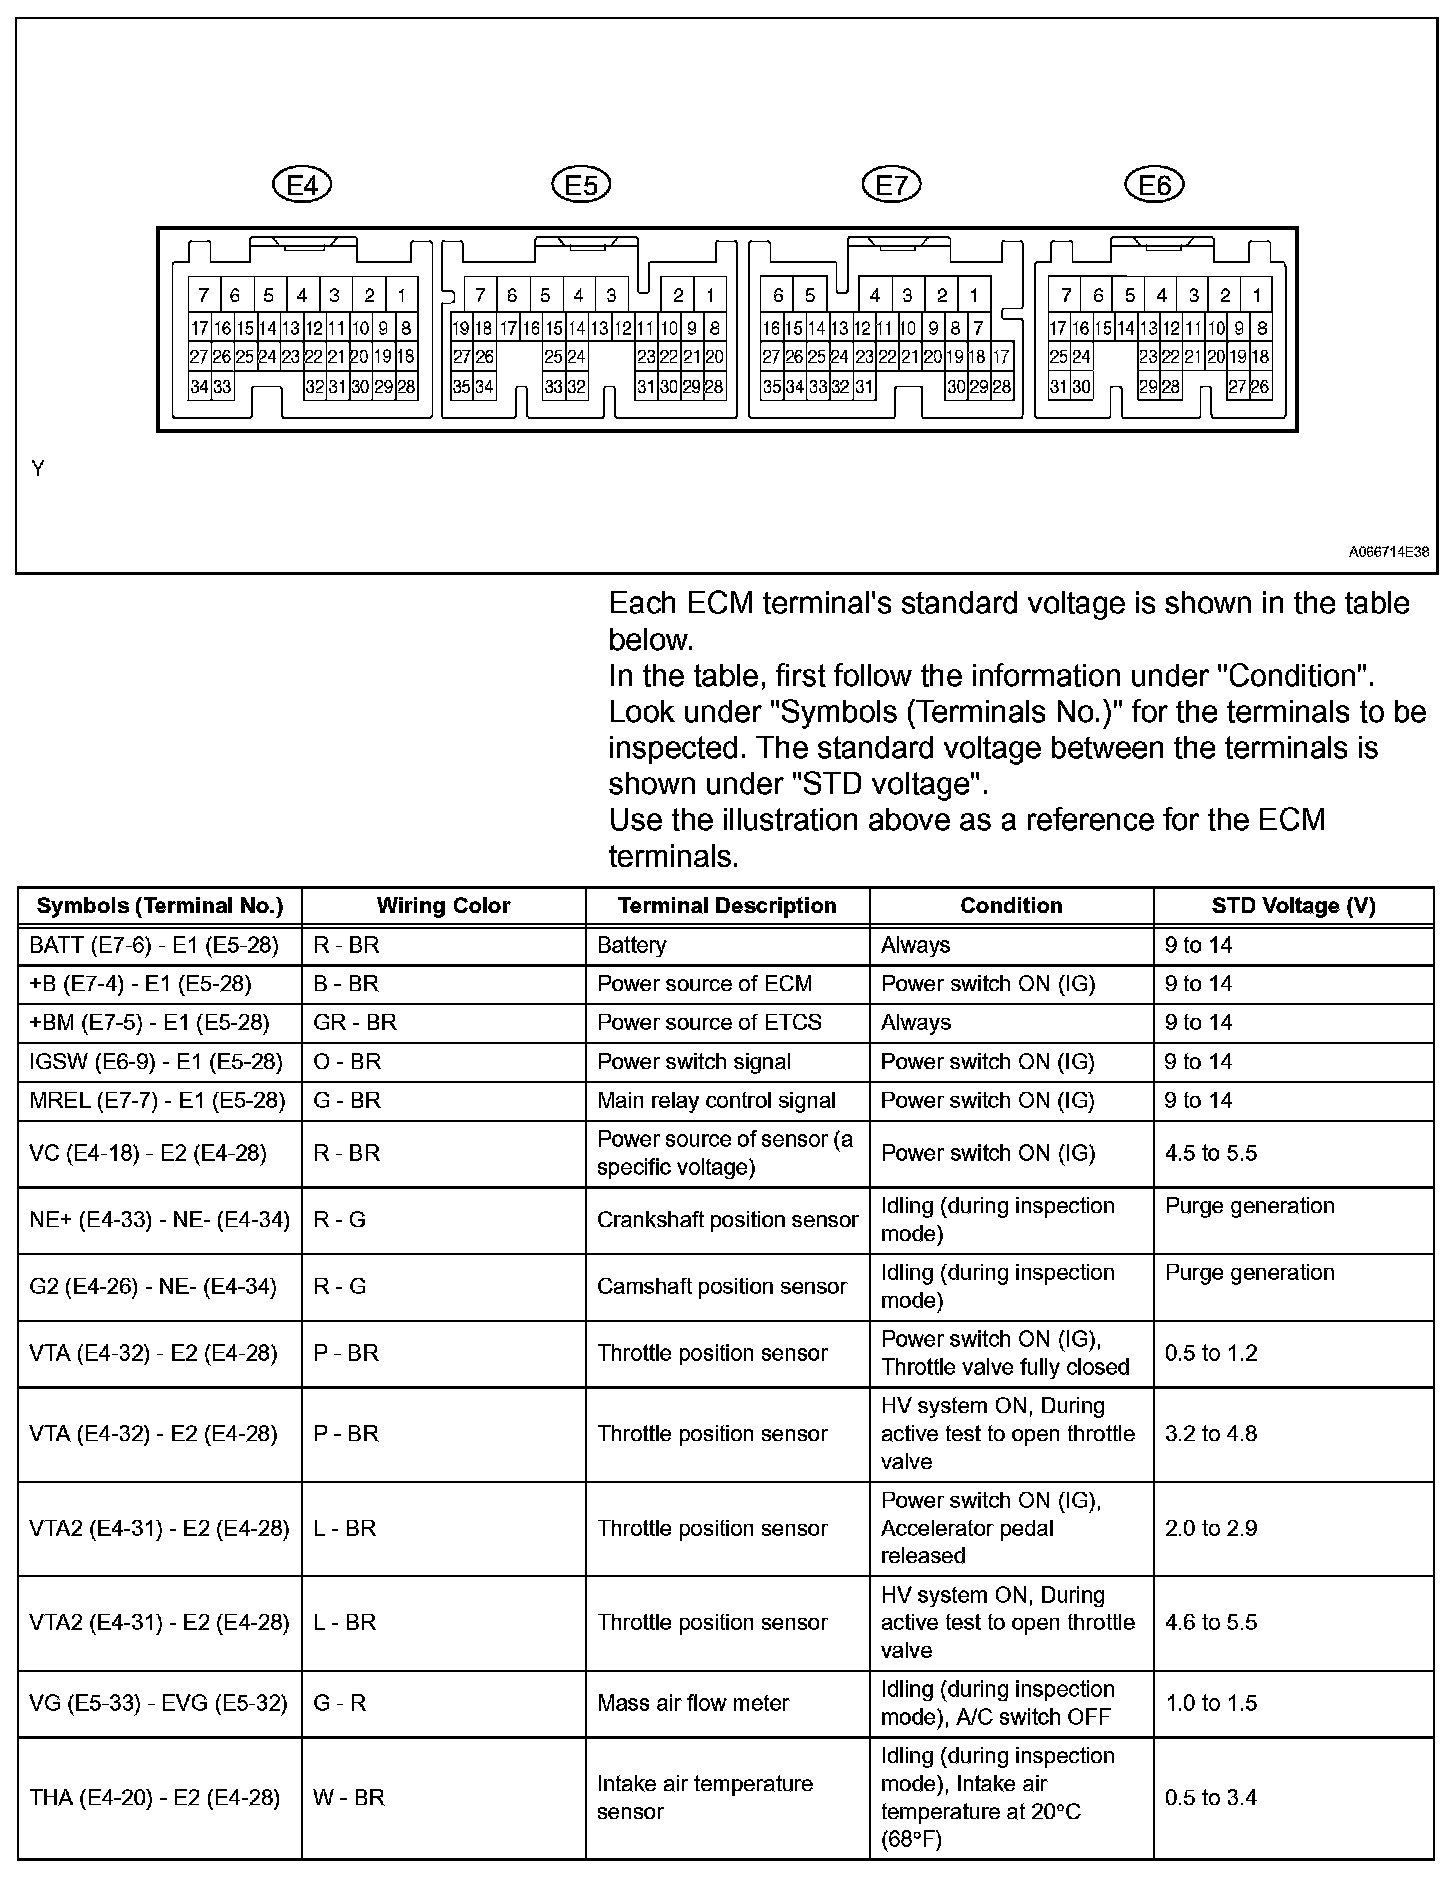 E4 E5 E7 E6
7 6 5 4 3 2 1 7 6 5 4 3 2 1 6 5 4 3 2 1 7 6 5 4 3 2 1
17 16 15 14 13 12 11 10 9 8 19 18 17 16 15 14 13 12 11 10 9 8 16 15 14 13 12 11 10 9 8 7 17 16 15 14 13 12 11 10 9 8
27 26 25 24 23 22 21 20 19 18 27 26 25 24 23 22 21 20 27 26 25 24 23 22 21 20 19 18 17 25 24 23 22 21 20 19 18
34 33 32 31 30 29 28 35 34 33 32 31 30 29 28 35 34 33 32 31 30 29 28 31 30 29 28 27 26
Y
A066714E38
Each ECM terminal's standard voltage is shown in the table
below.
In the table, first follow the information under "Condition".
Look under "Symbols (Terminals No.)" for the terminals to be
inspected. The standard voltage between the terminals is
shown under "STD voltage".
Use the illustration above as a reference for the ECM
terminals.
Symbols (Terminal No.) Wiring Color Terminal Description Condition STD Voltage (V)
BATT (E7-6) - E1 (E5-28) R - BR Battery Always 9 to 14
+B (E7-4) - E1 (E5-28) B - BR Power source of ECM Power switch ON (IG) 9 to 14
+BM (E7-5) - E1 (E5-28) GR - BR Power source of ETCS Always 9 to 14
IGSW (E6-9) - E1 (E5-28) O - BR Power switch signal Power switch ON (IG) 9 to 14
MREL (E7-7) - E1 (E5-28) G - BR Main relay control signal Power switch ON (IG) 9 to 14
VC (E4-18) - E2 (E4-28) R - BR Power source of sensor (a
specific voltage) Power switch ON (IG) 4.5 to 5.5
NE+ (E4-33) - NE- (E4-34) R - G Crankshaft position sensor Idling (during inspection
mode) Purge generation
G2 (E4-26) - NE- (E4-34) R - G Camshaft position sensor Idling (during inspection
mode) Purge generation
VTA (E4-32) - E2 (E4-28) P - BR Throttle position sensor Power switch ON (IG),
Throttle valve fully closed 0.5 to 1.2
VTA (E4-32) - E2 (E4-28) P - BR Throttle position sensor HV system ON, During
active test to open throttle
valve 3.2 to 4.8
VTA2 (E4-31) - E2 (E4-28) L - BR Throttle position sensor Power switch ON (IG),
Accelerator pedal
released 2.0 to 2.9
VTA2 (E4-31) - E2 (E4-28) L - BR Throttle position sensor HV system ON, During
active test to open throttle
valve 4.6 to 5.5
VG (E5-33) - EVG (E5-32) G - R Mass air flow meter Idling (during inspection
mode), A/C switch OFF 1.0 to 1.5
THA (E4-20) - E2 (E4-28) W - BR Intake air temperature
sensor Idling (during inspection
mode), Intake air
temperature at 20°C
(68°F) 0.5 to 3.4